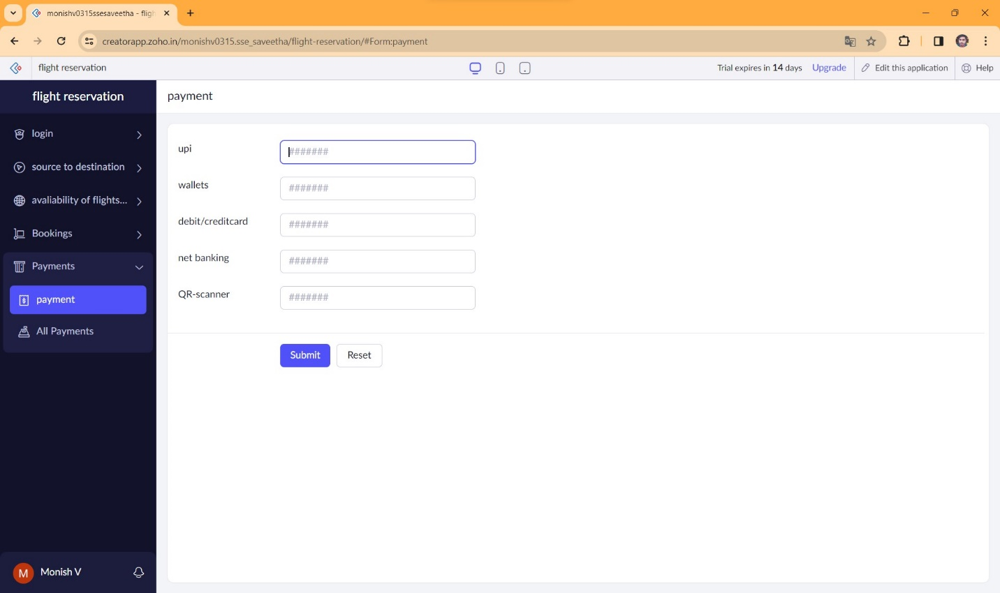 monishv0315ssesaveetha - fligh
creatorapp.zoho.in/monishv0315.sse_saveetha/flight-reservation/#Form:payment
flight reservation
Trial expires in 14 days Upgrade Edit this application Help
flight reservation
payment
login
source to destination
avaliability of flights...
Bookings
Payments
payment
All Payments
upi #######
wallets #######
debit/creditcard #######
net banking #######
QR-scanner #######
Submit Reset
M Monish V